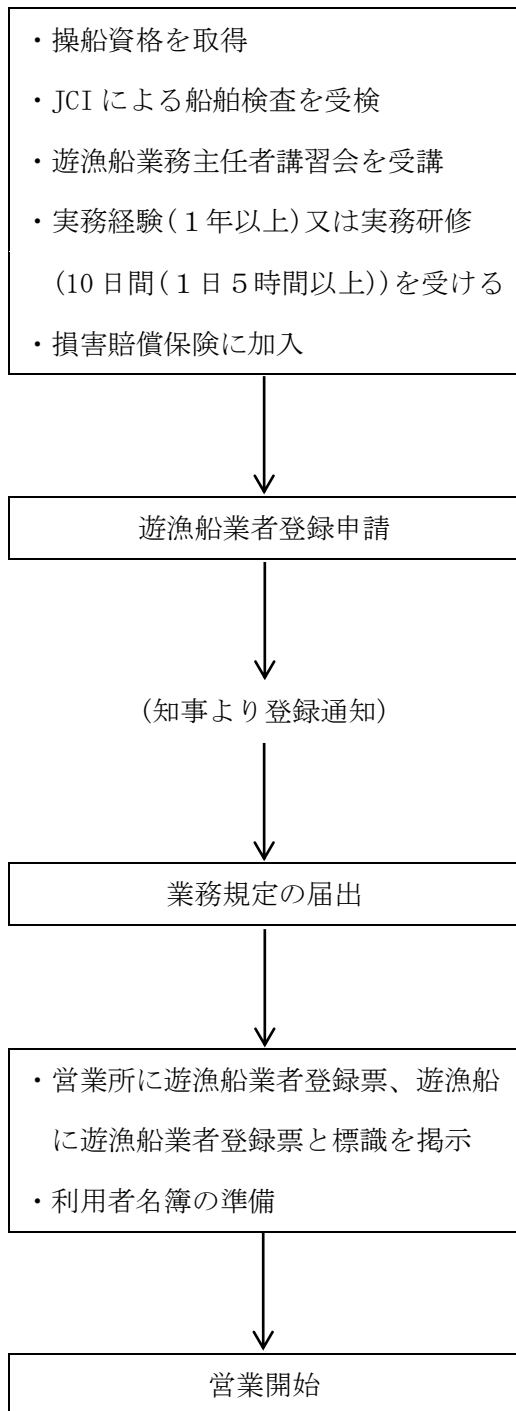 ・操船資格を取得
・JCIによる船舶検査を受検
・遊漁船業務主任者講習会を受講
・実務経験(１年以上)又は実務研修
(10日間(１日５時間以上))を受ける
・損害賠償保険に加入
遊漁船業者登録申請
(知事より登録通知)
業務規定の届出
・営業所に遊漁船業者登録票、遊漁船
に遊漁船業者登録票と標識を掲示
・利用者名簿の準備
営業開始